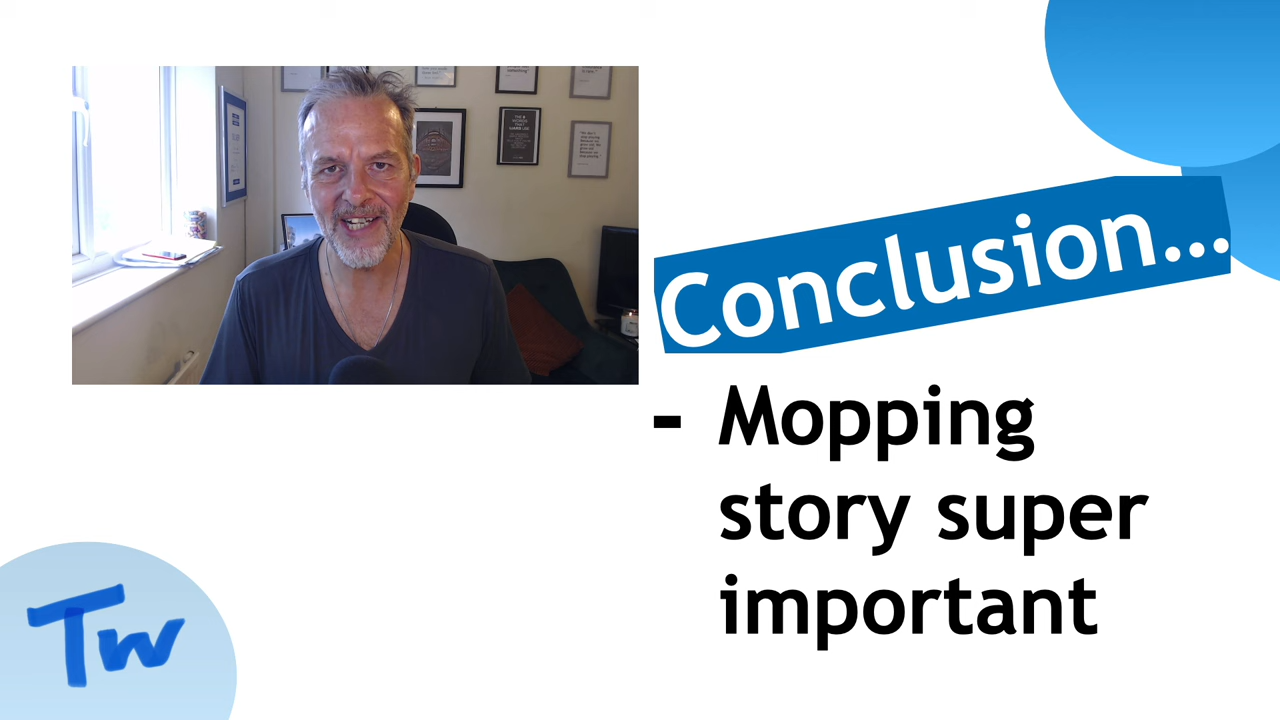 Conclusion...
- Mopping
story super
important
Tw